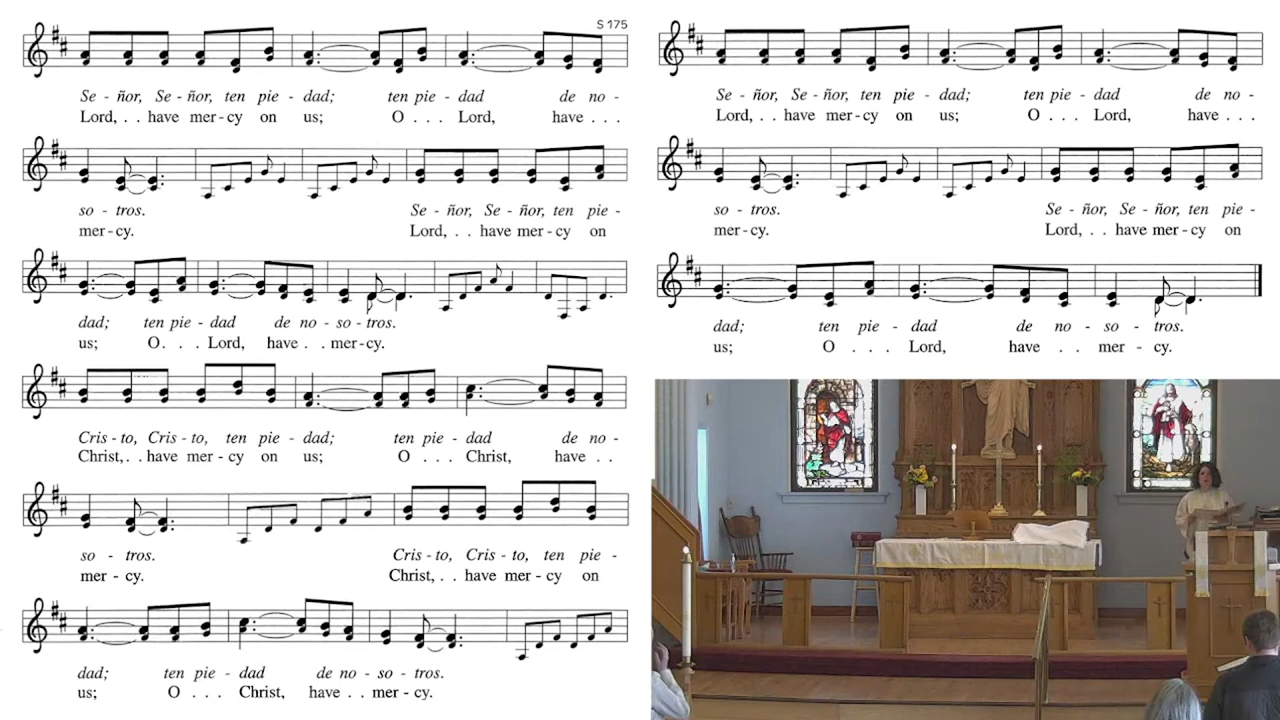 S 175
Se - ñor, Se - ñor, ten pie - dad; ten pie - dad de no -
Lord, . . have mer - cy on us; O . . . Lord, have . . .
so - tros. Se - ñor, Se - ñor, ten pie -
mer - cy. Lord, . . have mer - cy on
dad; ten pie - dad de no - so - tros.
us; O. . . Lord, have . . mer - cy.
Cris - to, Cris - to, ten pie - dad; ten pie - dad de no -
Christ, . . have mer - cy on us; O . . . Christ, have . .
so - tros. Cris - to, Cris - to, ten pie -
mer - cy. Christ, . . have mer - cy on
dad; ten pie - dad de no - so - tros.
us; O . . . Christ, have . . mer - cy.
Se - ñor, Se - ñor, ten pie - dad; ten pie - dad de no -
Lord, . . have mer - cy on us; O . . . Lord, have . . .
so - tros. Se - ñor, Se - ñor, ten pie -
mer - cy. Lord, . . have mer - cy on
dad; ten pie - dad de no - so - tros.
us; O . . . Lord, have . . mer - cy.